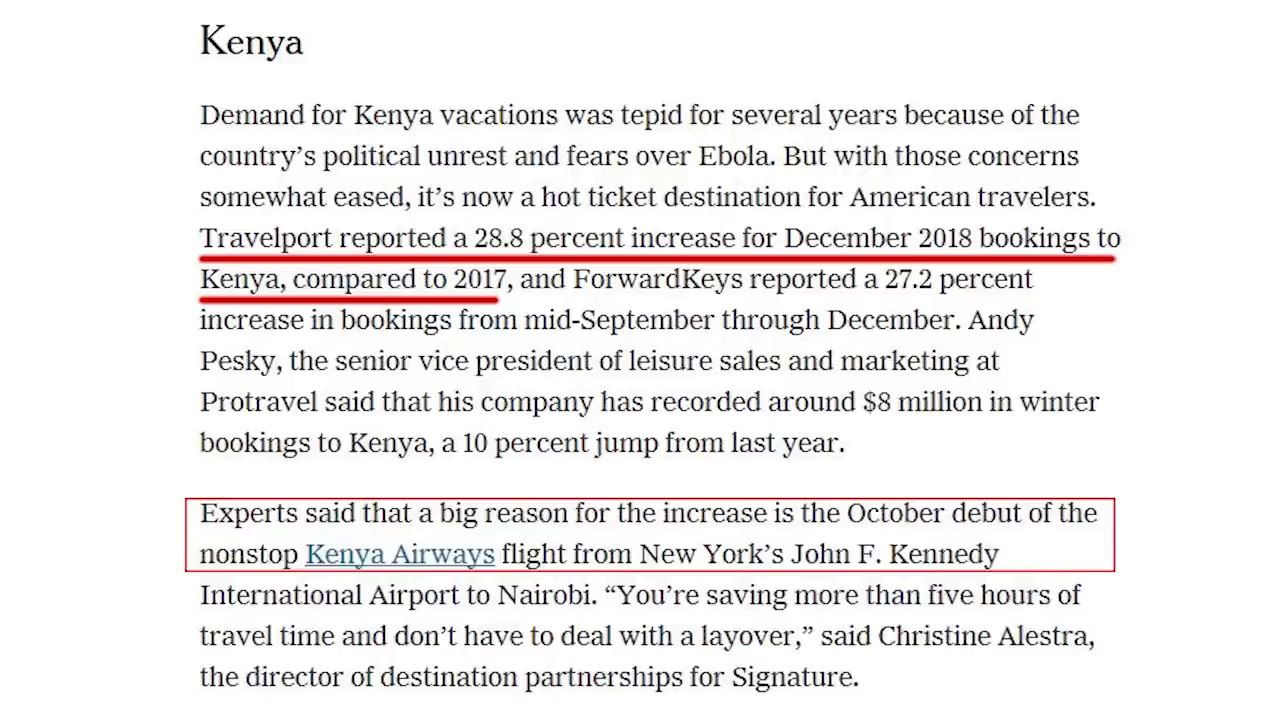 Kenya
Demand for Kenya vacations was tepid for several years because of the
country’s political unrest and fears over Ebola. But with those concerns
somewhat eased, it’s now a hot ticket destination for American travelers.
Travelport reported a 28.8 percent increase for December 2018 bookings to
Kenya, compared to 2017, and ForwardKeys reported a 27.2 percent
increase in bookings from mid-September through December. Andy
Pesky, the senior vice president of leisure sales and marketing at
Protravel said that his company has recorded around $8 million in winter
bookings to Kenya, a 10 percent jump from last year.
Experts said that a big reason for the increase is the October debut of the
nonstop Kenya Airways flight from New York’s John F. Kennedy
International Airport to Nairobi. “You’re saving more than five hours of
travel time and don’t have to deal with a layover,” said Christine Alestra,
the director of destination partnerships for Signature.